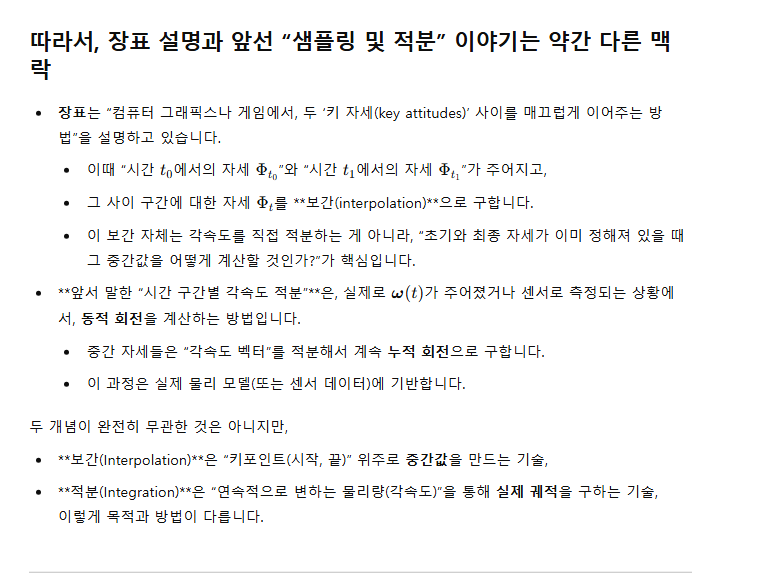 따라서, 장표 설명과 앞선 “샘플링 및 적분” 이야기는 약간 다른 맥
락
• 장표는 “컴퓨터 그래픽스나 게임에서, 두 ‘키 자세(key attitudes)’ 사이를 매끄럽게 이어주는 방
법”을 설명하고 있습니다.
• 이때 “시간 t₀에서의 자세 Φ_{t₀}”와 “시간 t₁에서의 자세 Φ_{t₁}”가 주어지고,
• 그 사이 구간에 대한 자세 Φ_t를 **보간(interpolation)**으로 구합니다.
• 이 보간 자체는 각속도를 직접 적분하는 게 아니라, “초기와 최종 자세가 이미 정해져 있을 때
그 중간값을 어떻게 계산할 것인가?”가 핵심입니다.
• **앞서 말한 “시간 구간별 각속도 적분”**은, 실제로 ω(t)가 주어졌거나 센서로 측정되는 상황에
서, 동적 회전을 계산하는 방법입니다.
• 중간 자세들은 “각속도 벡터”를 적분해서 계속 누적 회전으로 구합니다.
• 이 과정은 실제 물리 모델(또는 센서 데이터)에 기반합니다.
두 개념이 완전히 무관한 것은 아니지만,
• **보간(Interpolation)**은 “키포인트(시작, 끝)” 위주로 중간값을 만드는 기술,
• **적분(Integration)**은 “연속적으로 변하는 물리량(각속도)”을 통해 실제 궤적을 구하는 기술,
이렇게 목적과 방법이 다릅니다.